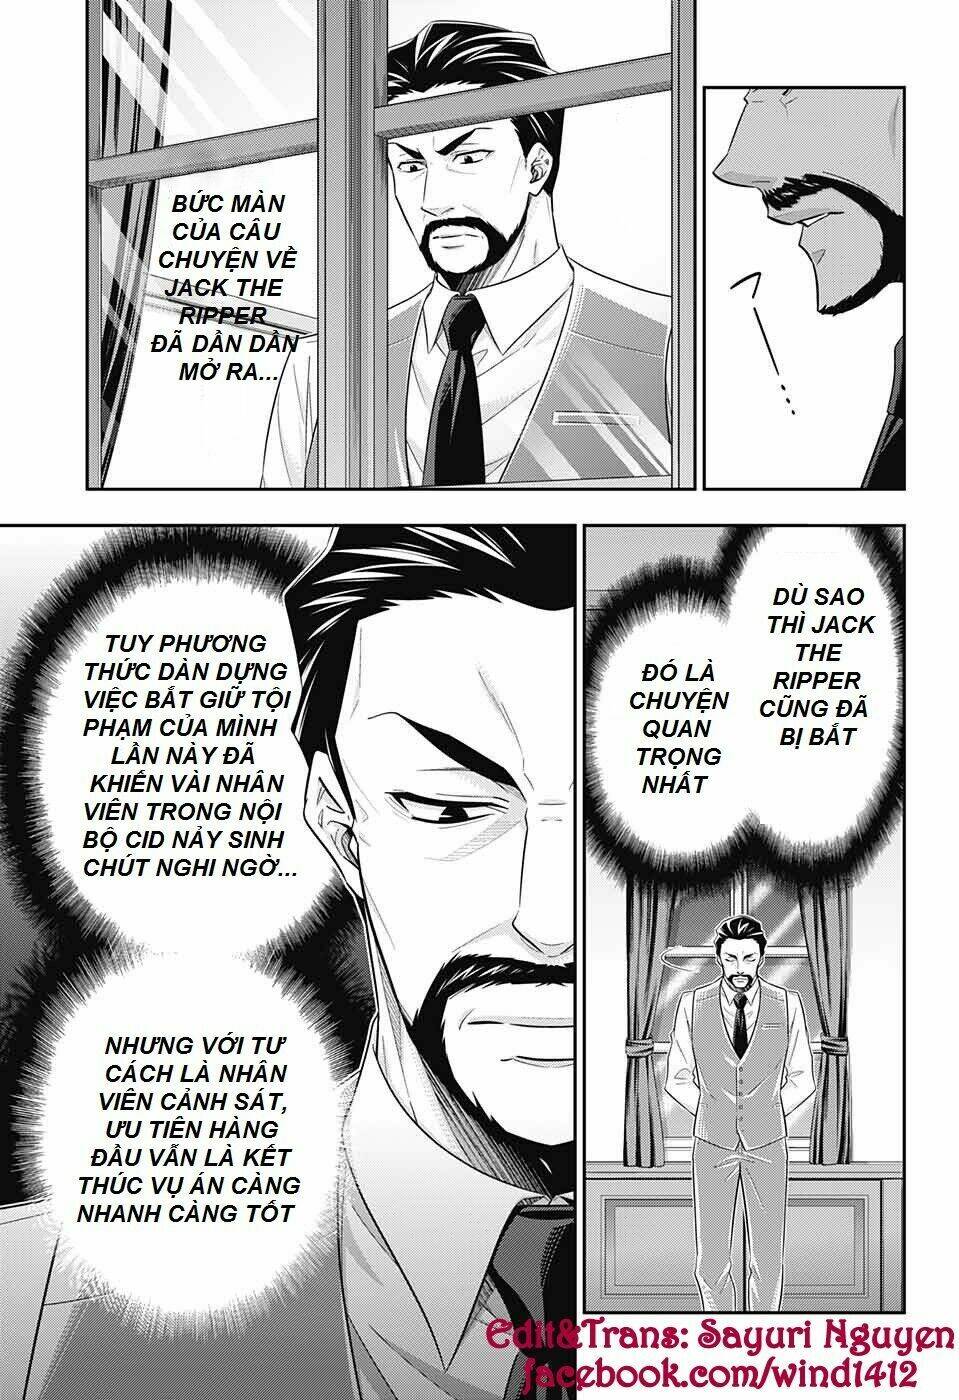 BỨC MÀN
CỦA CÂU
CHUYỆN VỀ
JACK THE
RIPPER
ĐÃ DẦN DẦN
MỞ RA...
DÙ SAO
THÌ JACK
THE
RIPPER
CŨNG ĐÃ
BỊ BẮT
ĐÓ LÀ
CHUYỆN
QUAN
TRỌNG
NHẤT
TUY PHƯƠNG
THỨC DÀN DỰNG
VIỆC BẮT GIỮ TỘI
PHẠM CỦA MÌNH
LẦN NÀY ĐÃ
KHIẾN VÀI NHÂN
VIÊN TRONG NỘI
BỘ CID NẢY SINH
CHÚT NGHI NGỜ...
NHƯNG VỚI TƯ
CÁCH LÀ NHÂN
VIÊN CẢNH SÁT,
ƯU TIÊN HÀNG
ĐẦU VẪN LÀ KẾT
THÚC VỤ ÁN CÀNG
NHANH CÀNG TỐT
Edit&Trans: Sayuri Nguyen
facebook.com/wind1412